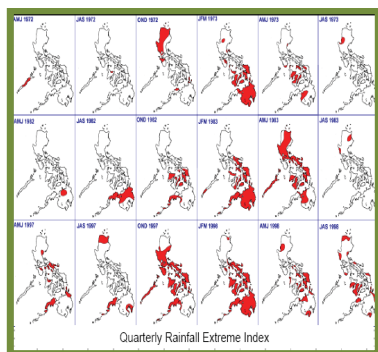 AMJ 1972 JAS 1972 OND 1972 JFM 1973 AMJ 1973 JAS 1973
AMJ 1982 JAS 1982 OND 1982 JFM 1983 AMJ 1983 JAS 1983
AMJ 1997 JAS 1997 OND 1997 JFM 1998 AMJ 1998 JAS 1998
Quarterly Rainfall Extreme Index